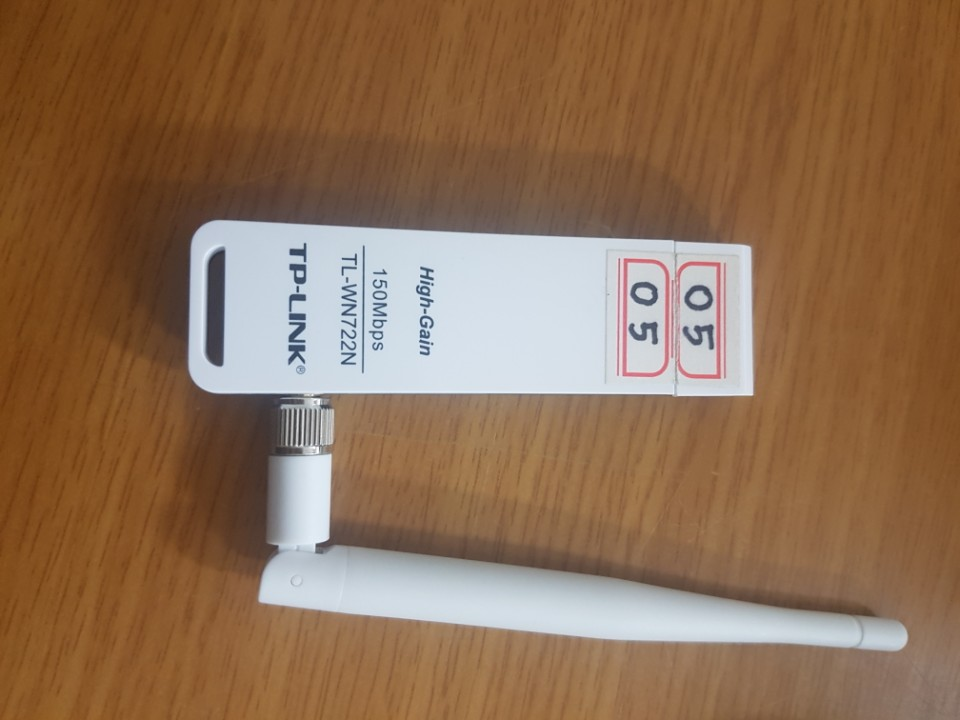 TP-LINK®
TL-WN722N
150Mbps
High-Gain
05
05